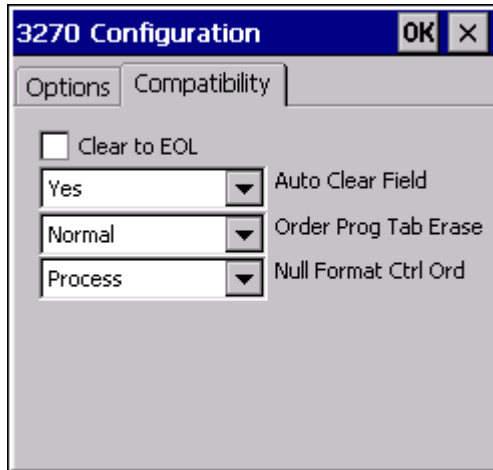 3270 Configuration OK ×
Options Compatibility
Clear to EOL
Yes Auto Clear Field
Normal Order Prog Tab Erase
Process Null Format Ctrl Ord